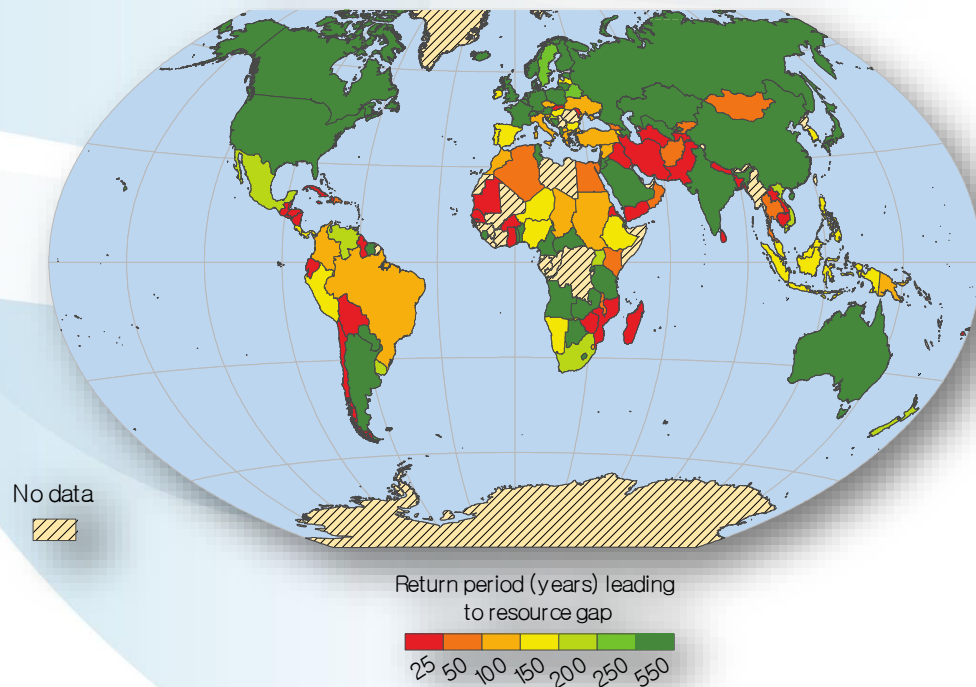 No data
Return period (years) leading
to resource gap
25 50 100 150 200 250 550